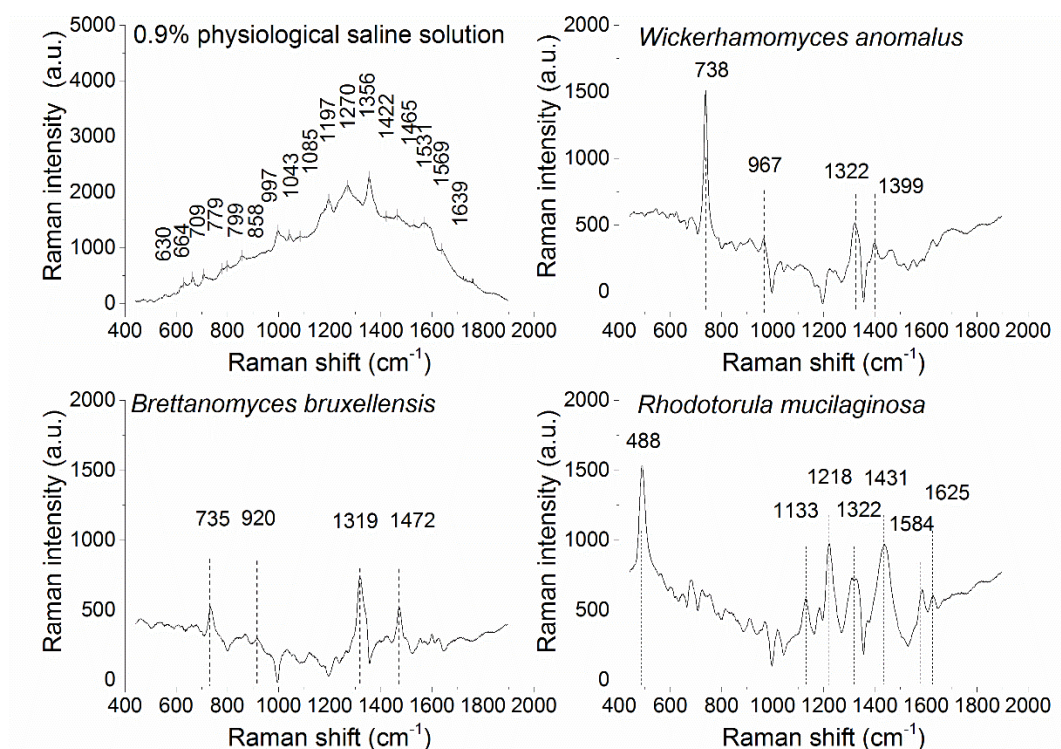 0.9% physiological saline solution
5000
4000
3000
2000
1000
0
Raman intensity (a.u.)
630
664
709
779
799
858
997
1043
1085
1197
1270
1356
1422
1465
1531
1569
1639
400 600 800 1000 1200 1400 1600 1800 2000
Raman shift (cm-1)
Wickerhamomyces anomalus
2000
1500
1000
500
0
Raman intensity (a.u.)
738
967
1322
1399
400 600 800 1000 1200 1400 1600 1800 2000
Raman shift (cm-1)
Brettanomyces bruxellensis
2000
1500
1000
500
0
Raman intensity (a.u.)
735 920 1319 1472
400 600 800 1000 1200 1400 1600 1800 2000
Raman shift (cm-1)
Rhodotorula mucilaginosa
2000
1500
1000
500
0
Raman intensity (a.u.)
488
1133
1218
1322
1431
1584
1625
400 600 800 1000 1200 1400 1600 1800 2000
Raman shift (cm-1)